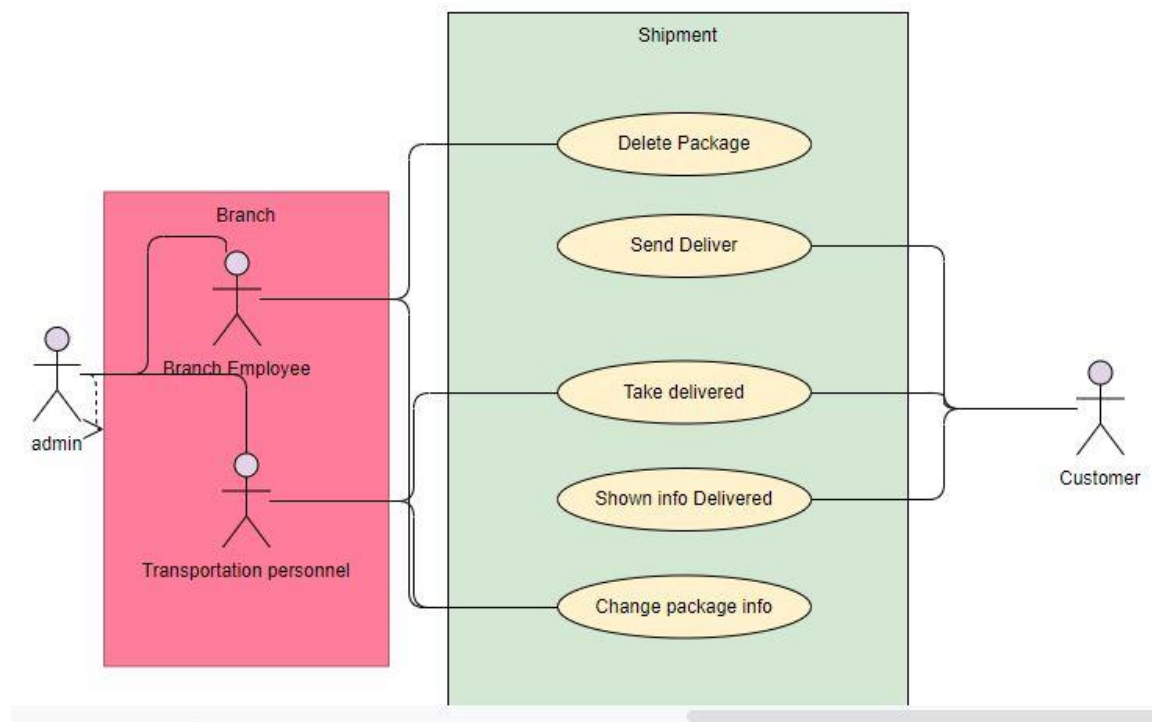 Shipment
Delete Package
Branch
Send Deliver
Branch Employee
Take delivered
admin
Customer
Shown info Delivered
Transportation personnel
Change package info